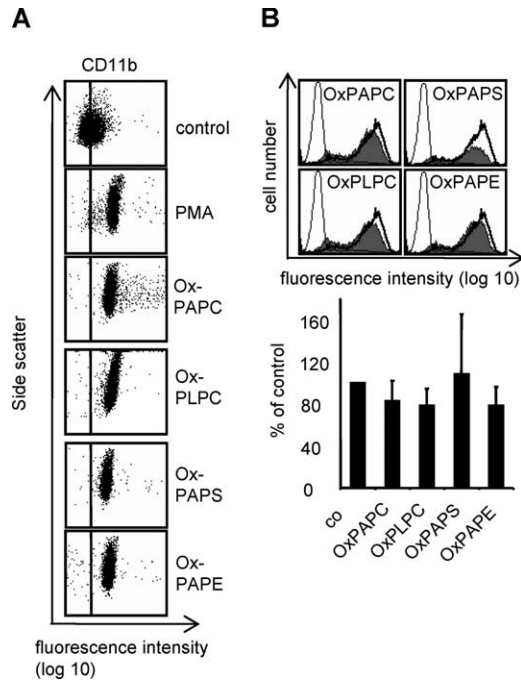 A
CD11b
control
PMA
Ox-
PAPC
Ox-
PLPC
Ox-
PAPS
Ox-
PAPE
Side scatter
fluorescence intensity
(log 10)
B
OxPAPC
OxPAPS
OxPLPC
OxPAPE
cell number
fluorescence intensity (log 10)
% of control
160
120
80
40
0
co
OxPAPC
OxPLPC
OxPAPS
OxPAPE